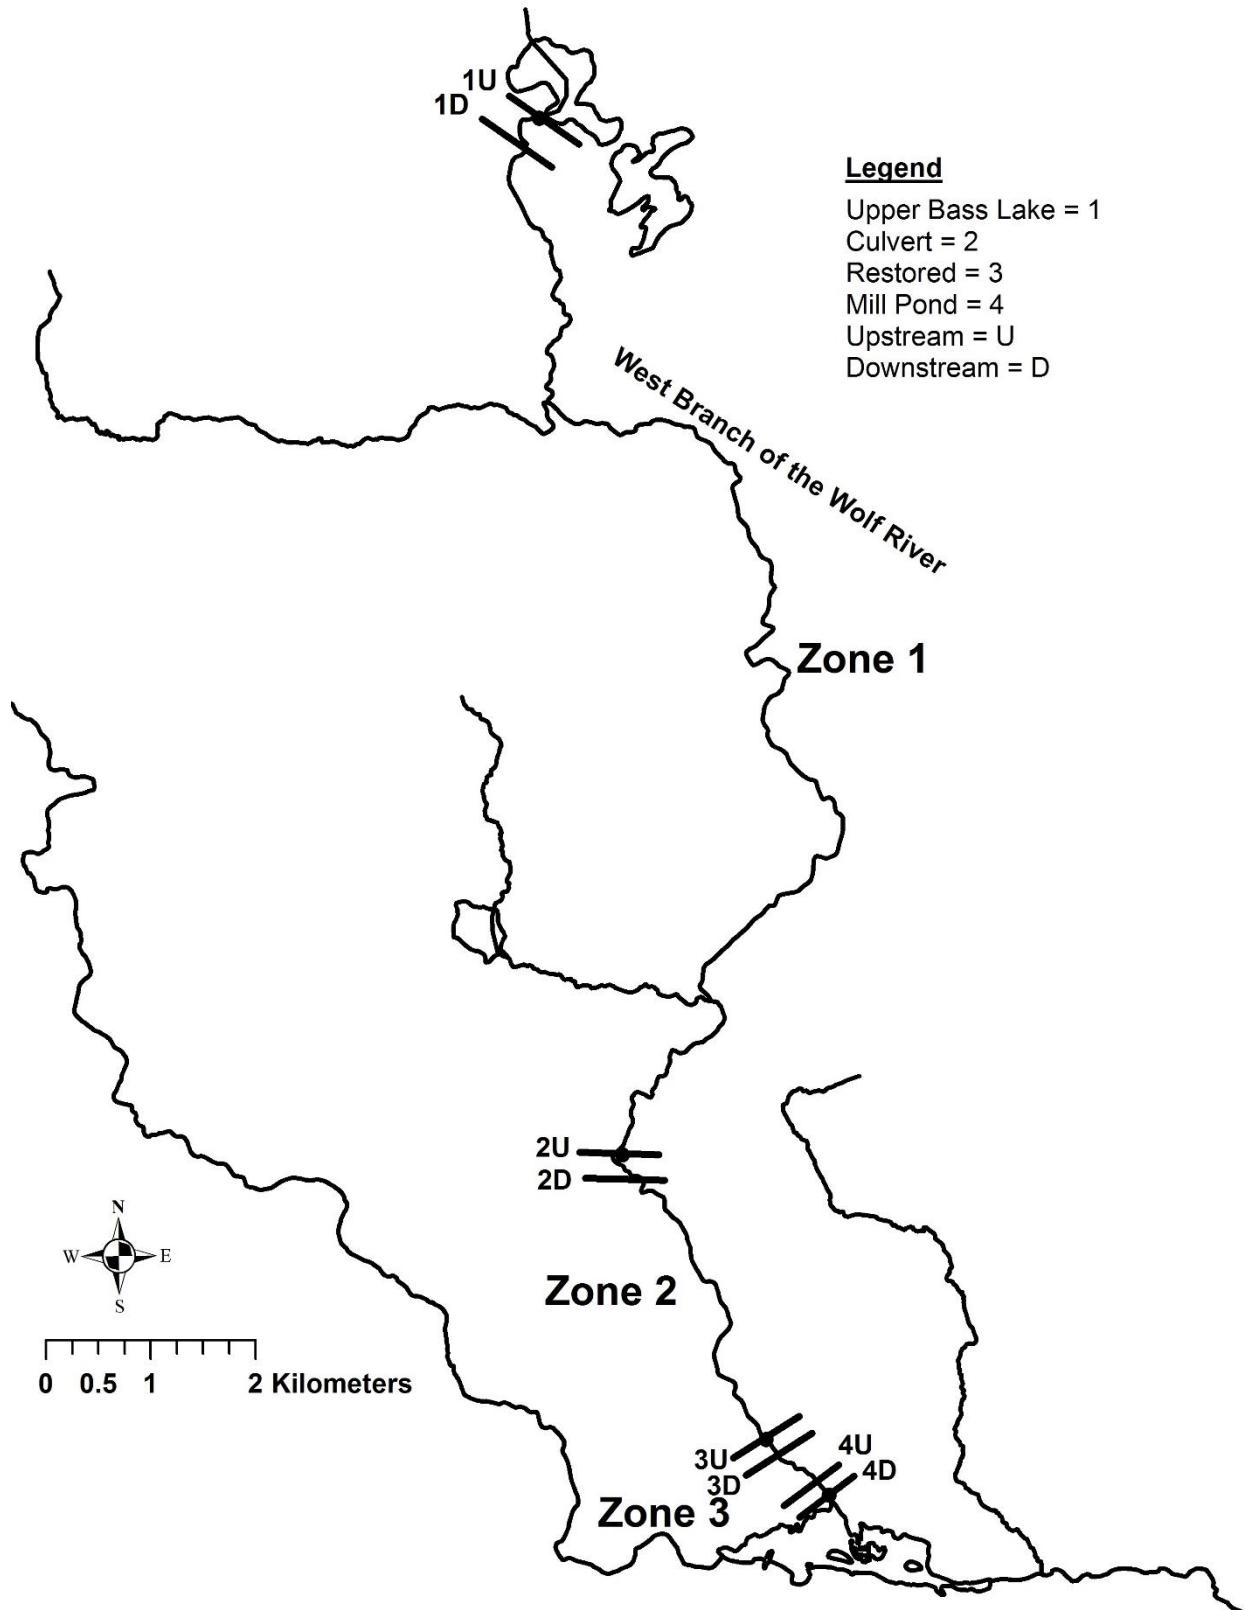 1U
1D
Legend
Upper Bass Lake = 1
Culvert = 2
Restored = 3
Mill Pond = 4
Upstream = U
Downstream = D
West Branch of the Wolf River
Zone 1
2U
2D
N
W E
S
Zone 2
0 0.5 1 2 Kilometers
3U
3D
4U
4D
Zone 3